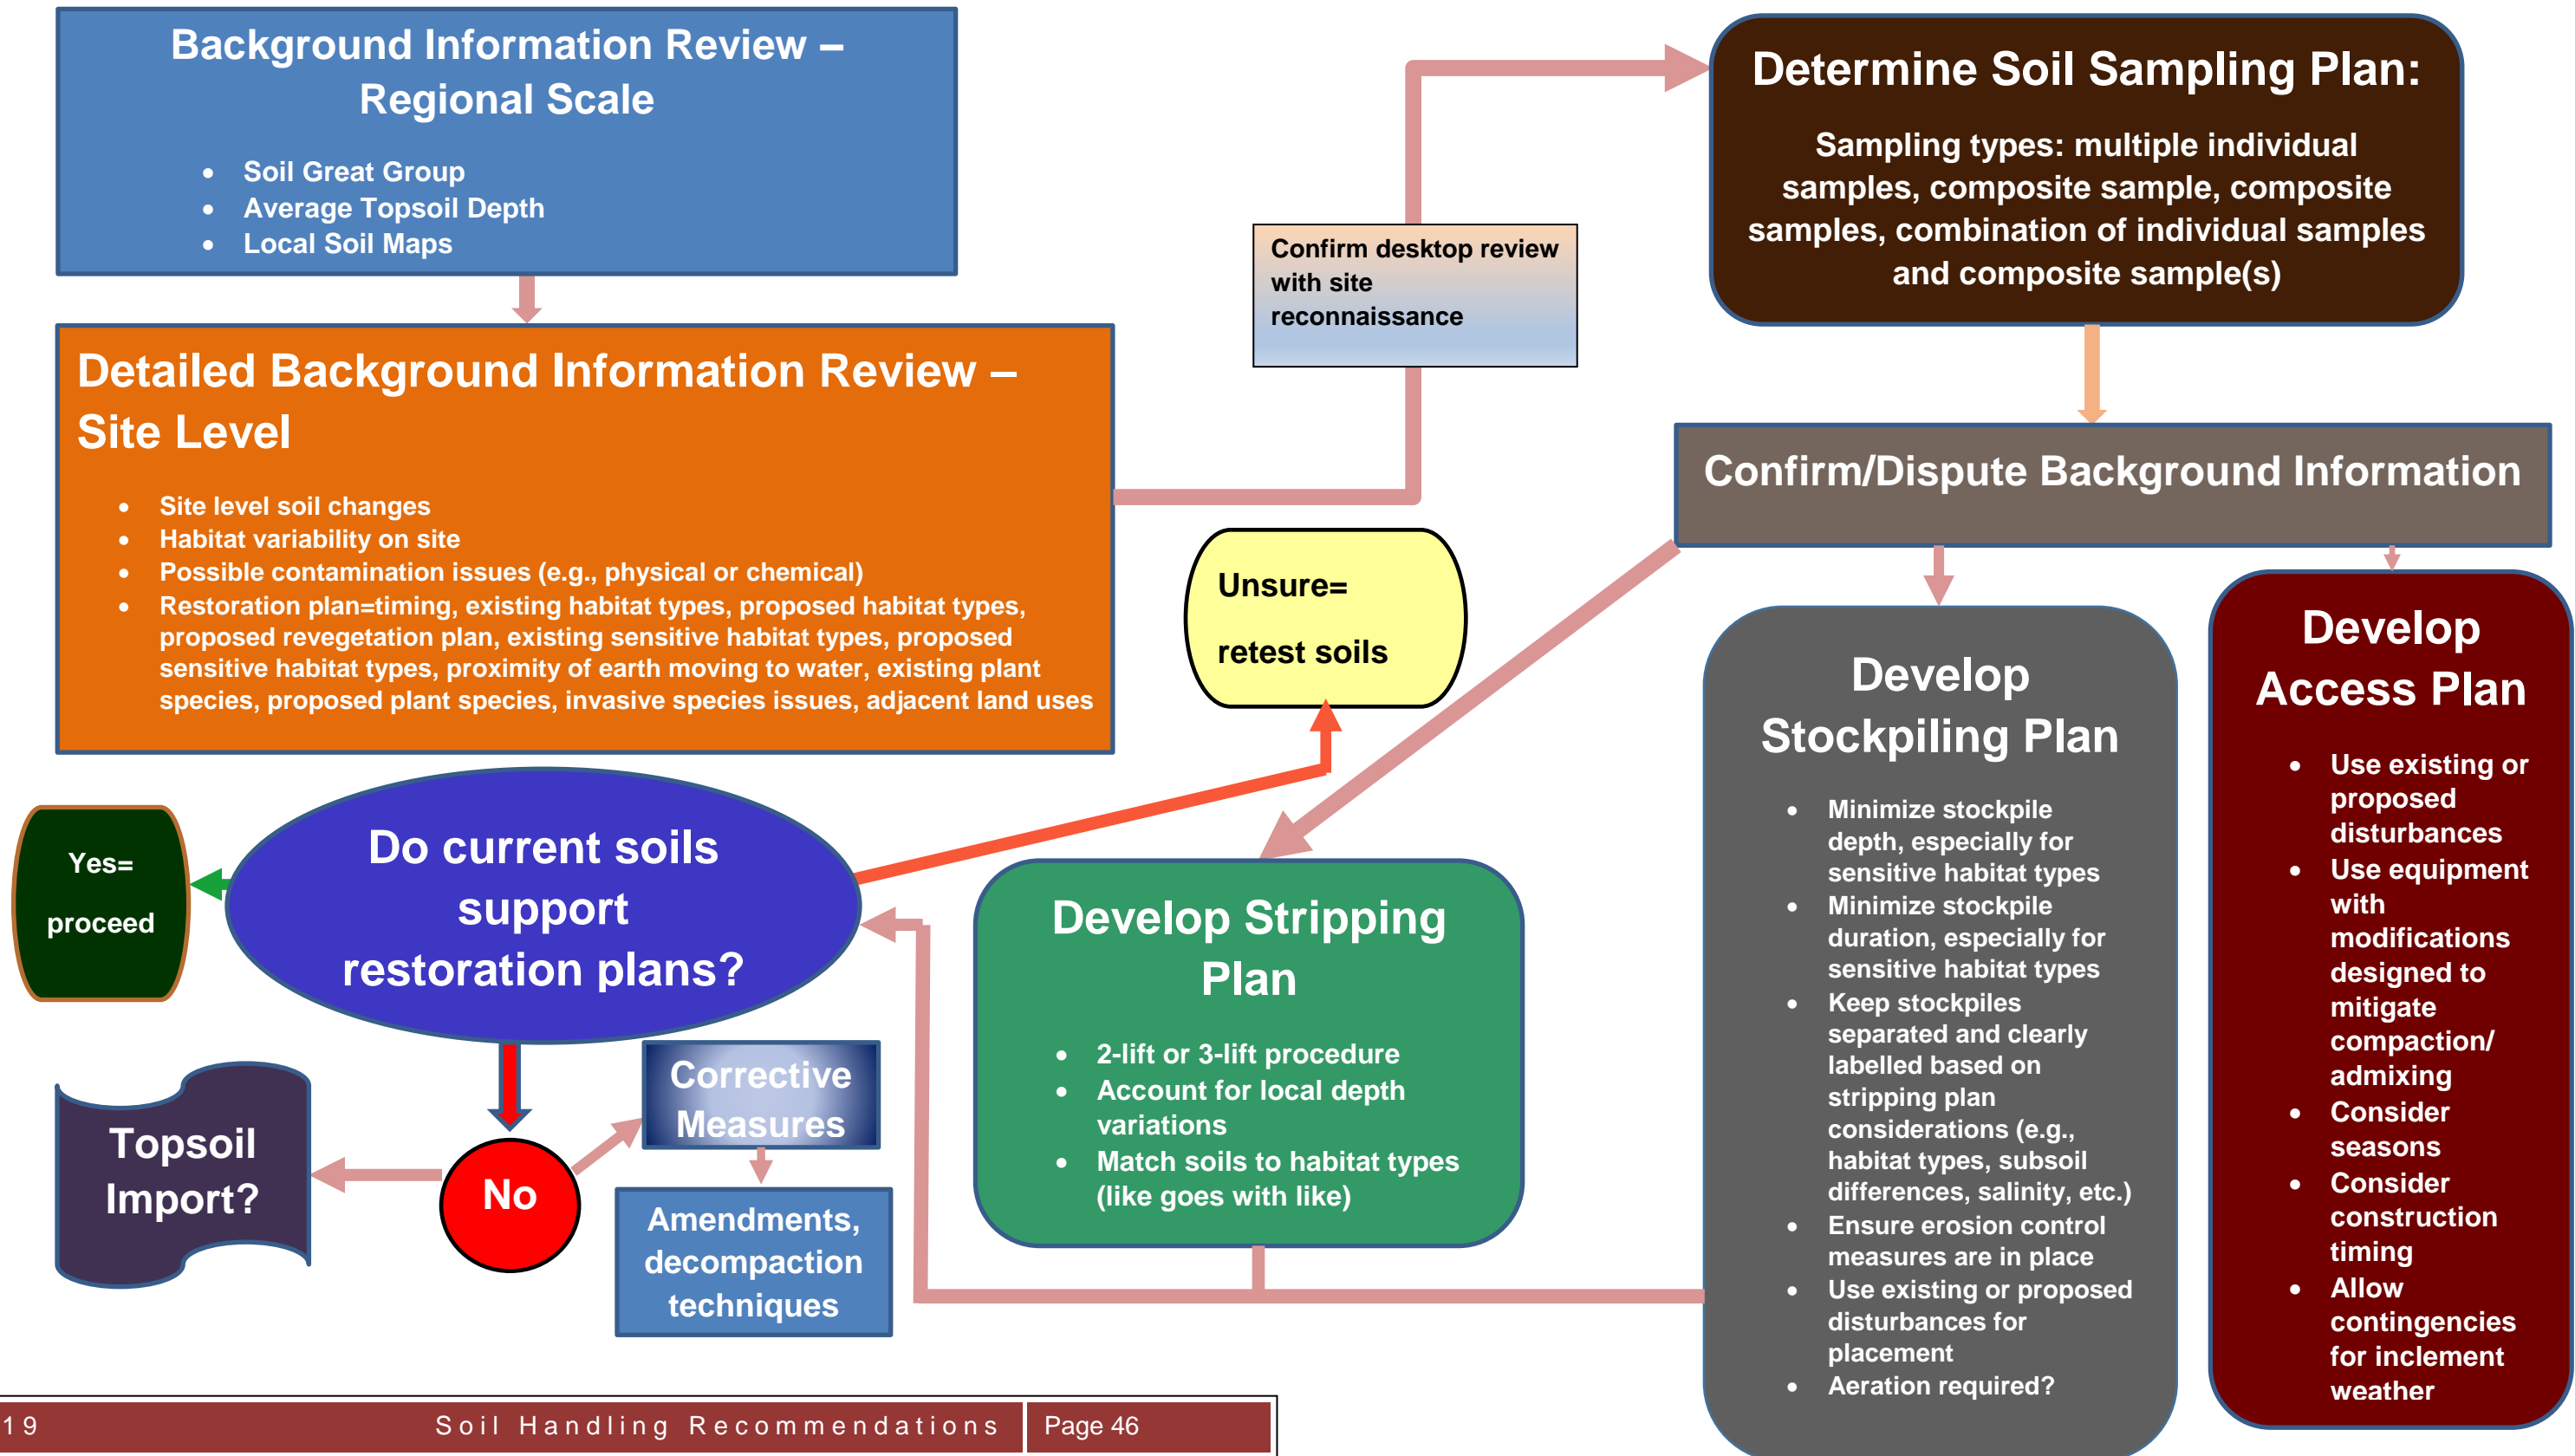 Background Information Review –
Regional Scale
• Soil Great Group
• Average Topsoil Depth
• Local Soil Maps
Detailed Background Information Review –
Site Level
• Site level soil changes
• Habitat variability on site
• Possible contamination issues (e.g., physical or chemical)
• Restoration plan=timing, existing habitat types, proposed habitat types,
proposed revegetation plan, existing sensitive habitat types, proposed
sensitive habitat types, proximity of earth moving to water, existing plant
species, proposed plant species, invasive species issues, adjacent land uses
Confirm desktop review
with site
reconnaissance
Determine Soil Sampling Plan:
Sampling types: multiple individual
samples, composite sample, composite
samples, combination of individual samples
and composite sample(s)
Confirm/Dispute Background Information
Develop Stripping
Plan
• 2-lift or 3-lift procedure
• Account for local depth
variations
• Match soils to habitat types
(like goes with like)
Develop
Stockpiling Plan
• Minimize stockpile
depth, especially for
sensitive habitat types
• Minimize stockpile
duration, especially for
sensitive habitat types
• Keep stockpiles
separated and clearly
labelled based on
stripping plan
considerations (e.g.,
habitat types, subsoil
differences, salinity, etc.)
• Ensure erosion control
measures are in place
• Use existing or proposed
disturbances for
placement
• Aeration required?
Develop
Access Plan
• Use existing or
proposed
disturbances
• Use equipment
with
modifications
designed to
mitigate
compaction/
admixing
• Consider
seasons
• Consider
construction
timing
• Allow
contingencies
for inclement
weather
Do current soils
support
restoration plans?
Unsure=
retest soils
Yes=
proceed
No
Topsoil
Import?
Corrective
Measures
Amendments,
decompaction
techniques
19 Soil Handling Recommendations Page 46